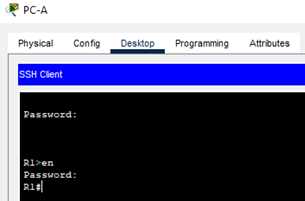 PC-A
Physical Config Desktop Programming Attributes
SSH Client
Password:
R1>en
Password:
R1#